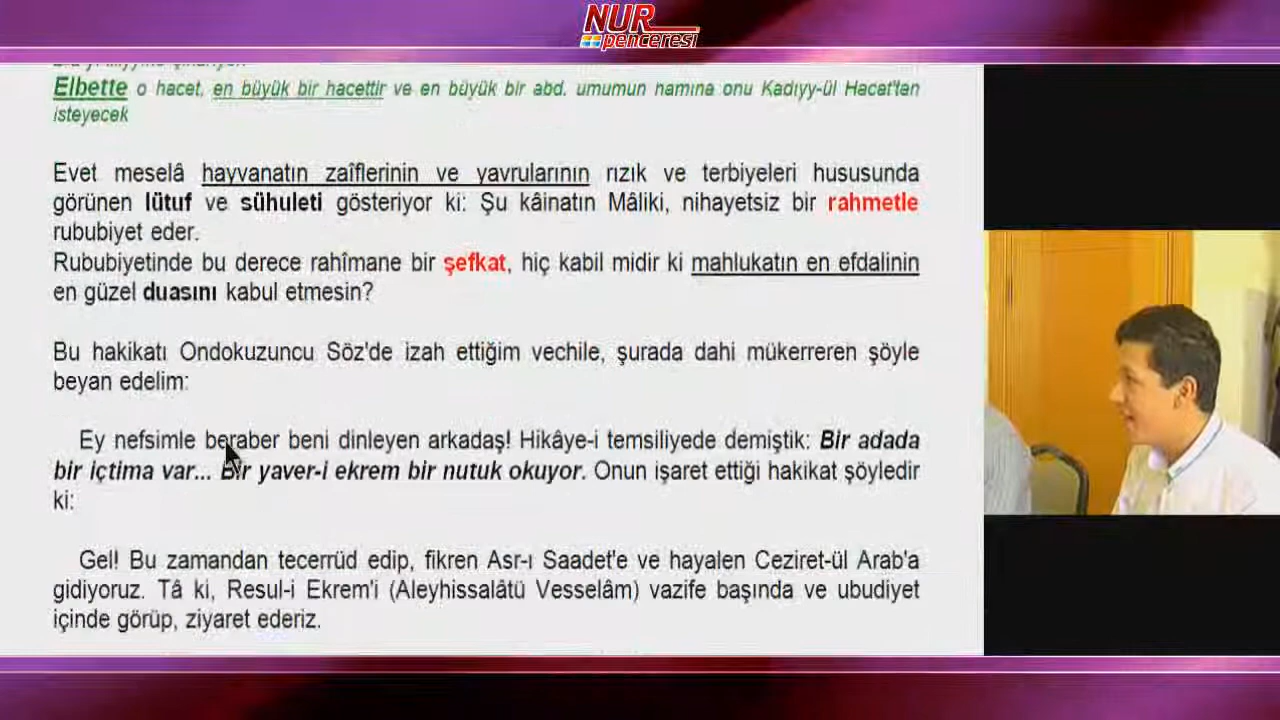 NUR
penceresi
Elbette o hacet, en büyük bir hacettir ve en büyük bir abd, umumun namına onu Kadıyy-ül Hacat'tan
isteyecek
Evet meselâ hayvanatın zaîflerinin ve yavrularının rızık ve terbiyeleri hususunda
görünen lütuf ve sühuleti gösteriyor ki: Şu kâinatın Mâliki, nihayetsiz bir rahmetle
rububiyet eder.
Rububiyetinde bu derece rahîmane bir şefkat, hiç kabil midir ki mahlukatın en efdalinin
en güzel duasını kabul etmesin?
Bu hakikatı Ondokuzuncu Söz'de izah ettiğim vechile, şurada dahi mükerreren şöyle
beyan edelim:
Ey nefsimle beraber beni dinleyen arkadaş! Hikâye-i temsiliyede demiştik: Bir adada
bir içtima var... Bir yaver-i ekrem bir nutuk okuyor. Onun işaret ettiği hakikat şöyledir
ki:
Gel! Bu zamandan tecerrüd edip, fikren Asr-ı Saadet'e ve hayalen Ceziret-ül Arab'a
gidiyoruz. Tâ ki, Resul-i Ekrem'i (Aleyhissalâtü Vesselâm) vazife başında ve ubudiyet
içinde görüp, ziyaret ederiz.